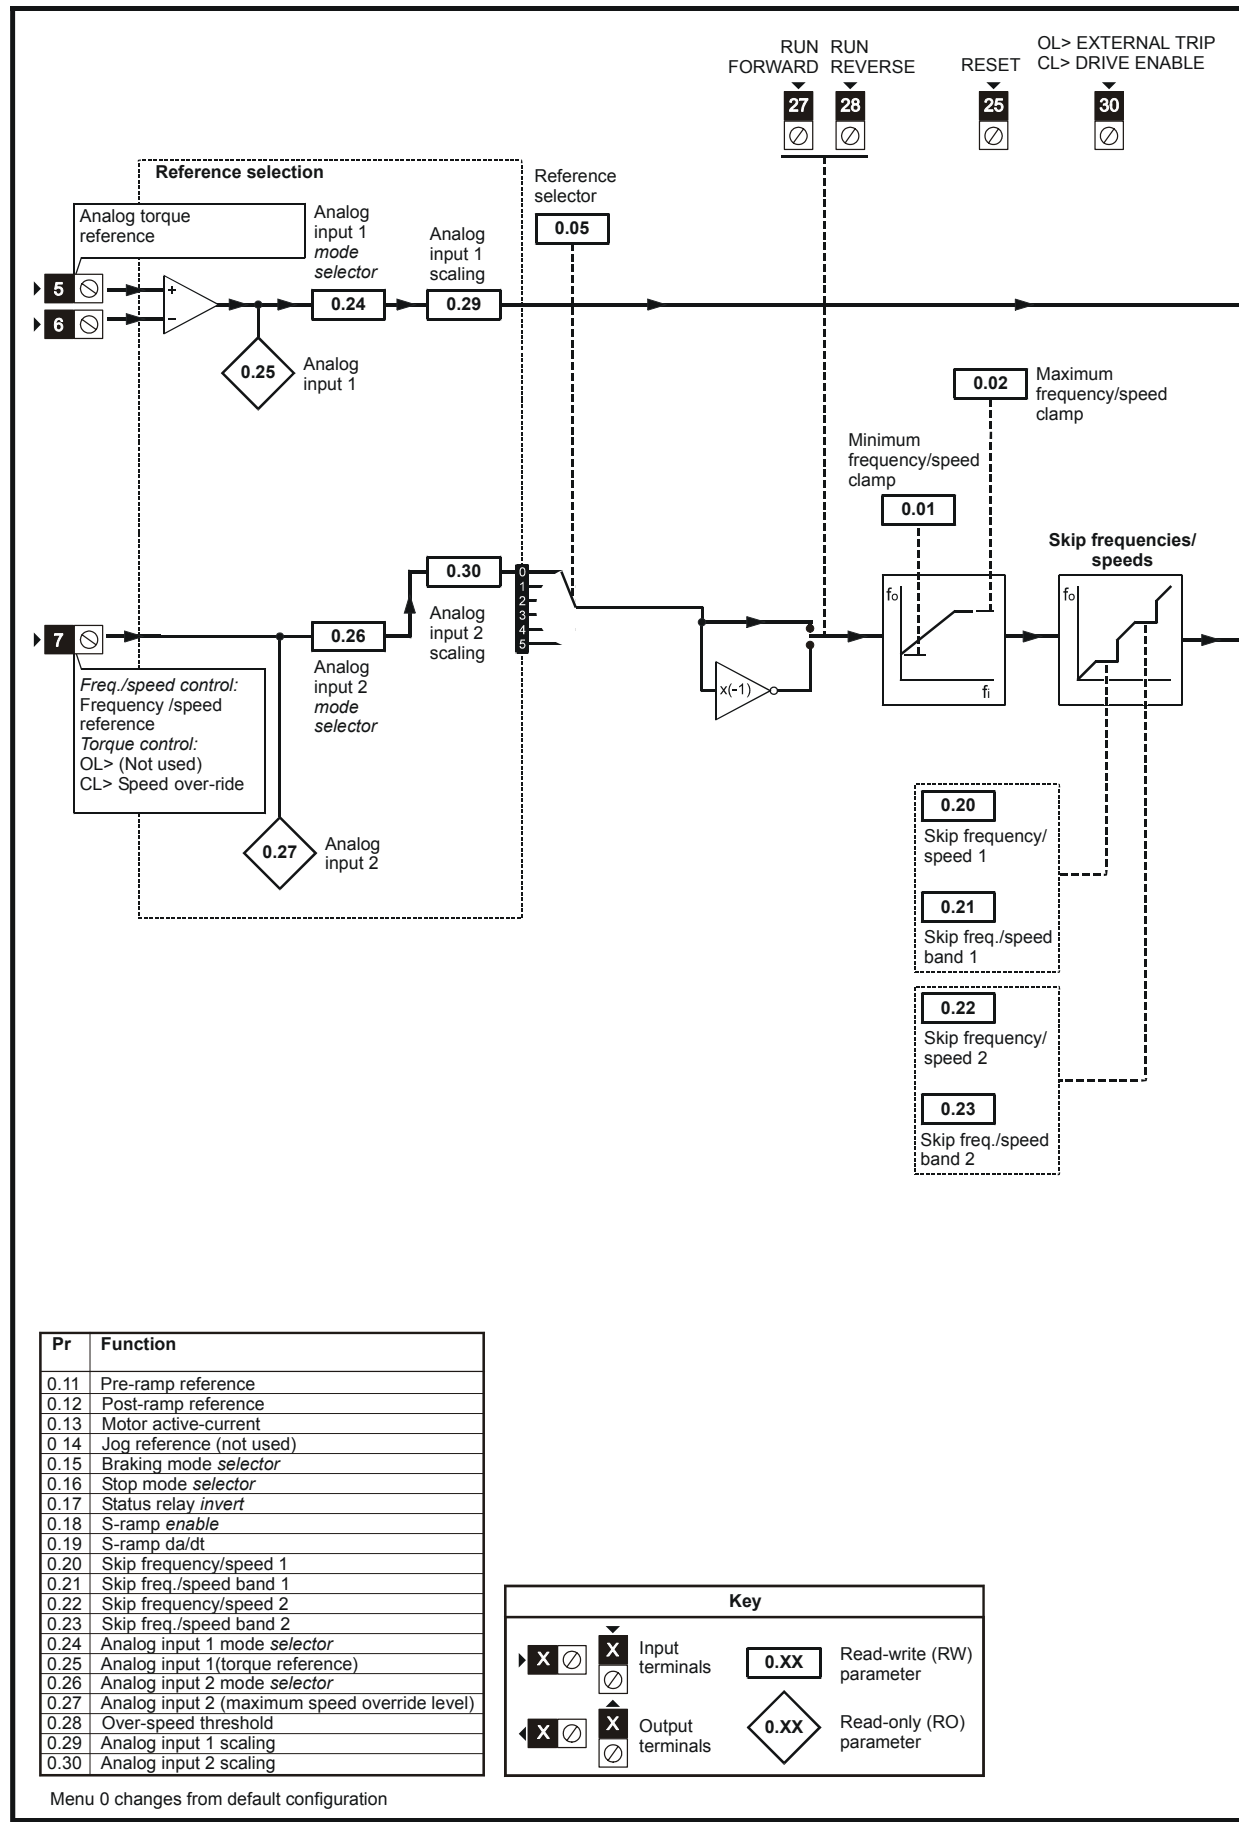 RUN FORWARD
RUN REVERSE
RESET
OL> EXTERNAL TRIP
CL> DRIVE ENABLE
27
28
25
30
Reference selection
Analog torque
reference
5
6
+
−
Analog
input 1
mode
selector
0.24
Analog
input 1
scaling
0.29
0.25
Analog
input 1
Reference
selector
0.05
0.02
Maximum
frequency/speed
clamp
Minimum
frequency/speed
clamp
0.01
Skip frequencies/
speeds
0.30
Analog
input 2
scaling
0
1
2
3
4
5
7
0.26
Analog
input 2
mode
selector
Freq./speed control:
Frequency /speed
reference
Torque control:
OL> (Not used)
CL> Speed over-ride
0.27
Analog
input 2
x(-1)
fo
fi
fo
0.20
Skip frequency/
speed 1
0.21
Skip freq./speed
band 1
0.22
Skip frequency/
speed 2
0.23
Skip freq./speed
band 2
Pr Function
0.11 Pre-ramp reference
0.12 Post-ramp reference
0.13 Motor active-current
0 14 Jog reference (not used)
0.15 Braking mode selector
0.16 Stop mode selector
0.17 Status relay invert
0.18 S-ramp enable
0.19 S-ramp da/dt
0.20 Skip frequency/speed 1
0.21 Skip freq./speed band 1
0.22 Skip frequency/speed 2
0.23 Skip freq./speed band 2
0.24 Analog input 1 mode selector
0.25 Analog input 1(torque reference)
0.26 Analog input 2 mode selector
0.27 Analog input 2 (maximum speed override level)
0.28 Over-speed threshold
0.29 Analog input 1 scaling
0.30 Analog input 2 scaling
Key
X
X
Input
terminals
0.XX
Read-write (RW)
parameter
X
X
Output
terminals
0.XX
Read-only (RO)
parameter
Menu 0 changes from default configuration